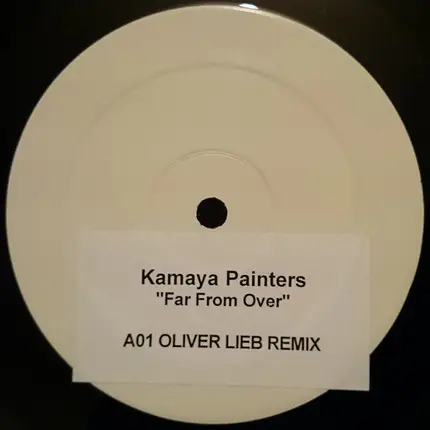 Kamaya Painters
"Far From Over"
A01 OLIVER LIEB REMIX